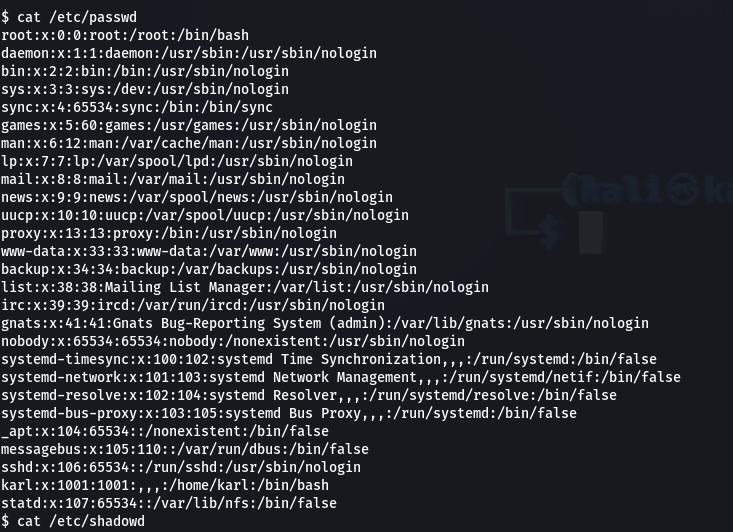 $ cat /etc/passwd
root:x:0:0:root:/root:/bin/bash
daemon:x:1:1:daemon:/usr/sbin:/usr/sbin/nologin
bin:x:2:2:bin:/bin:/usr/sbin/nologin
sys:x:3:3:sys:/dev:/usr/sbin/nologin
sync:x:4:65534:sync:/bin:/bin/sync
games:x:5:60:games:/usr/games:/usr/sbin/nologin
man:x:6:12:man:/var/cache/man:/usr/sbin/nologin
lp:x:7:7:lp:/var/spool/lpd:/usr/sbin/nologin
mail:x:8:8:mail:/var/mail:/usr/sbin/nologin
news:x:9:9:news:/var/spool/news:/usr/sbin/nologin
uucp:x:10:10:uucp:/var/spool/uucp:/usr/sbin/nologin
proxy:x:13:13:proxy:/bin:/usr/sbin/nologin
www-data:x:33:33:www-data:/var/www:/usr/sbin/nologin
backup:x:34:34:backup:/var/backups:/usr/sbin/nologin
list:x:38:38:Mailing List Manager:/var/list:/usr/sbin/nologin
irc:x:39:39:ircd:/var/run/ircd:/usr/sbin/nologin
gnats:x:41:41:Gnats Bug-Reporting System (admin):/var/lib/gnats:/usr/sbin/nologin
nobody:x:65534:65534:nobody:/nonexistent:/usr/sbin/nologin
systemd-timesync:x:100:102:systemd Time Synchronization,,,:/run/systemd:/bin/false
systemd-network:x:101:103:systemd Network Management,,,:/run/systemd/netif:/bin/false
systemd-resolve:x:102:104:systemd Resolver,,,:/run/systemd/resolve:/bin/false
systemd-bus-proxy:x:103:105:systemd Bus Proxy,,,:/run/systemd:/bin/false
_apt:x:104:65534::/nonexistent:/bin/false
messagebus:x:105:110::/var/run/dbus:/bin/false
sshd:x:106:65534::/run/sshd:/usr/sbin/nologin
karl:x:1001:1001:,,,:/home/karl:/bin/bash
statd:x:107:65534::/var/lib/nfs:/bin/false
$ cat /etc/shadowd
(kali㉿ka
$